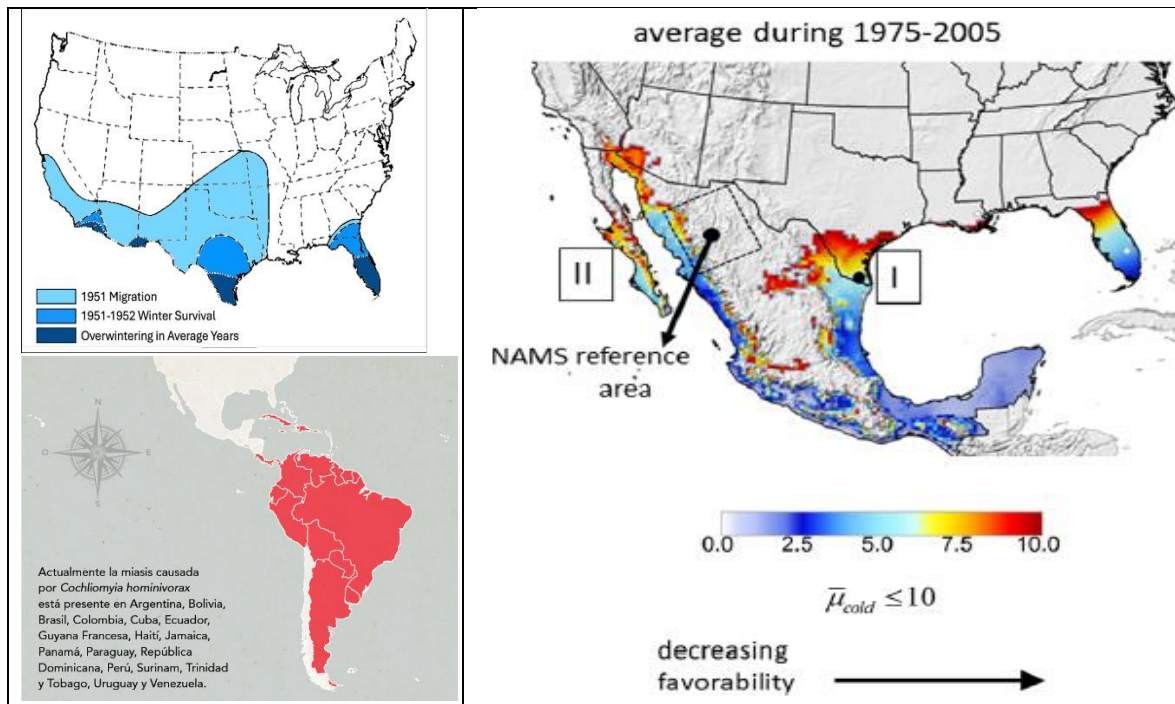 1951 Migration
1951-1952 Winter Survival
Overwintering in Average Years
N
O
E
S
Actualmente la miasis causada
por Cochliomyia hominivorax
está presente en Argentina, Bolivia,
Brasil, Colombia, Cuba, Ecuador,
Guyana Francesa, Haití, Jamaica,
Panamá, Paraguay, República
Dominicana, Perú, Surinam, Trinidad
y Tobago, Uruguay y Venezuela.
average during 1975-2005
II
I
NAMS reference
area
0.0 2.5 5.0 7.5 10.0
μ̅cold ≤10
decreasing
favorability